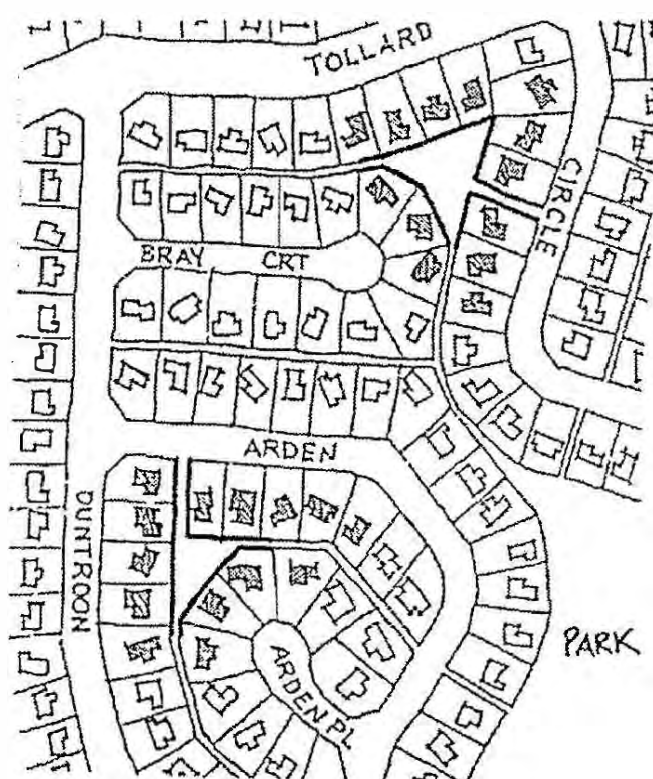 TOLLARD
CIRCLE
BRAY CRT
ARDEN
DUNTROON
PARK
ARDEN PL